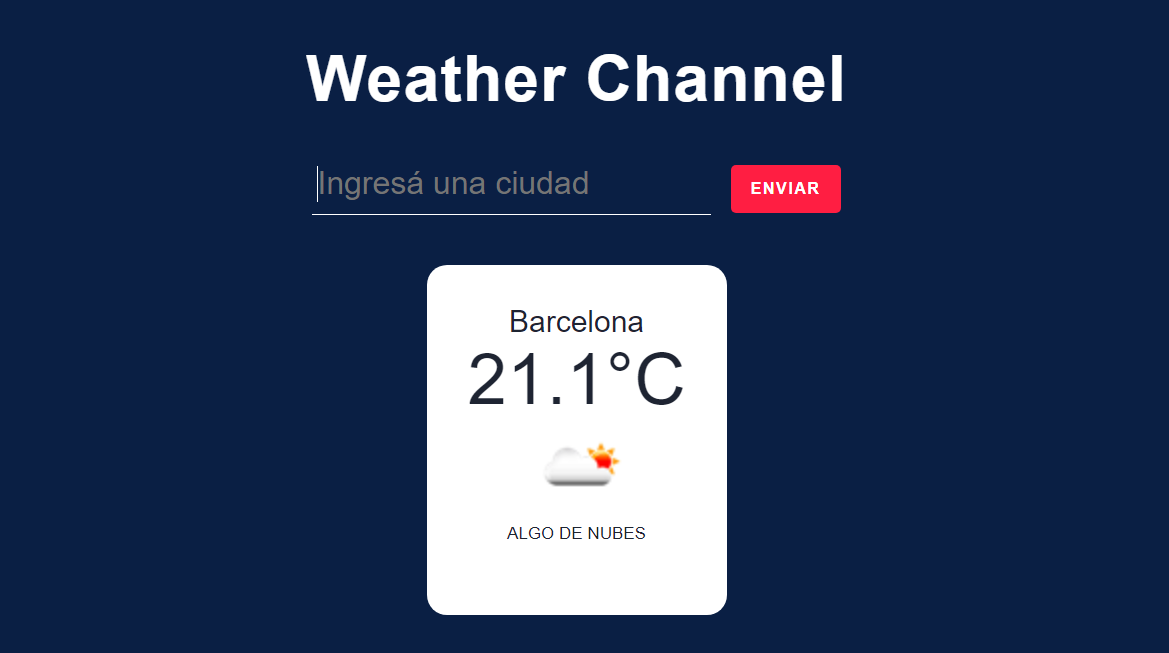 Weather Channel
Ingresá una ciudad
ENVIAR
Barcelona
21.1°C
ALGO DE NUBES